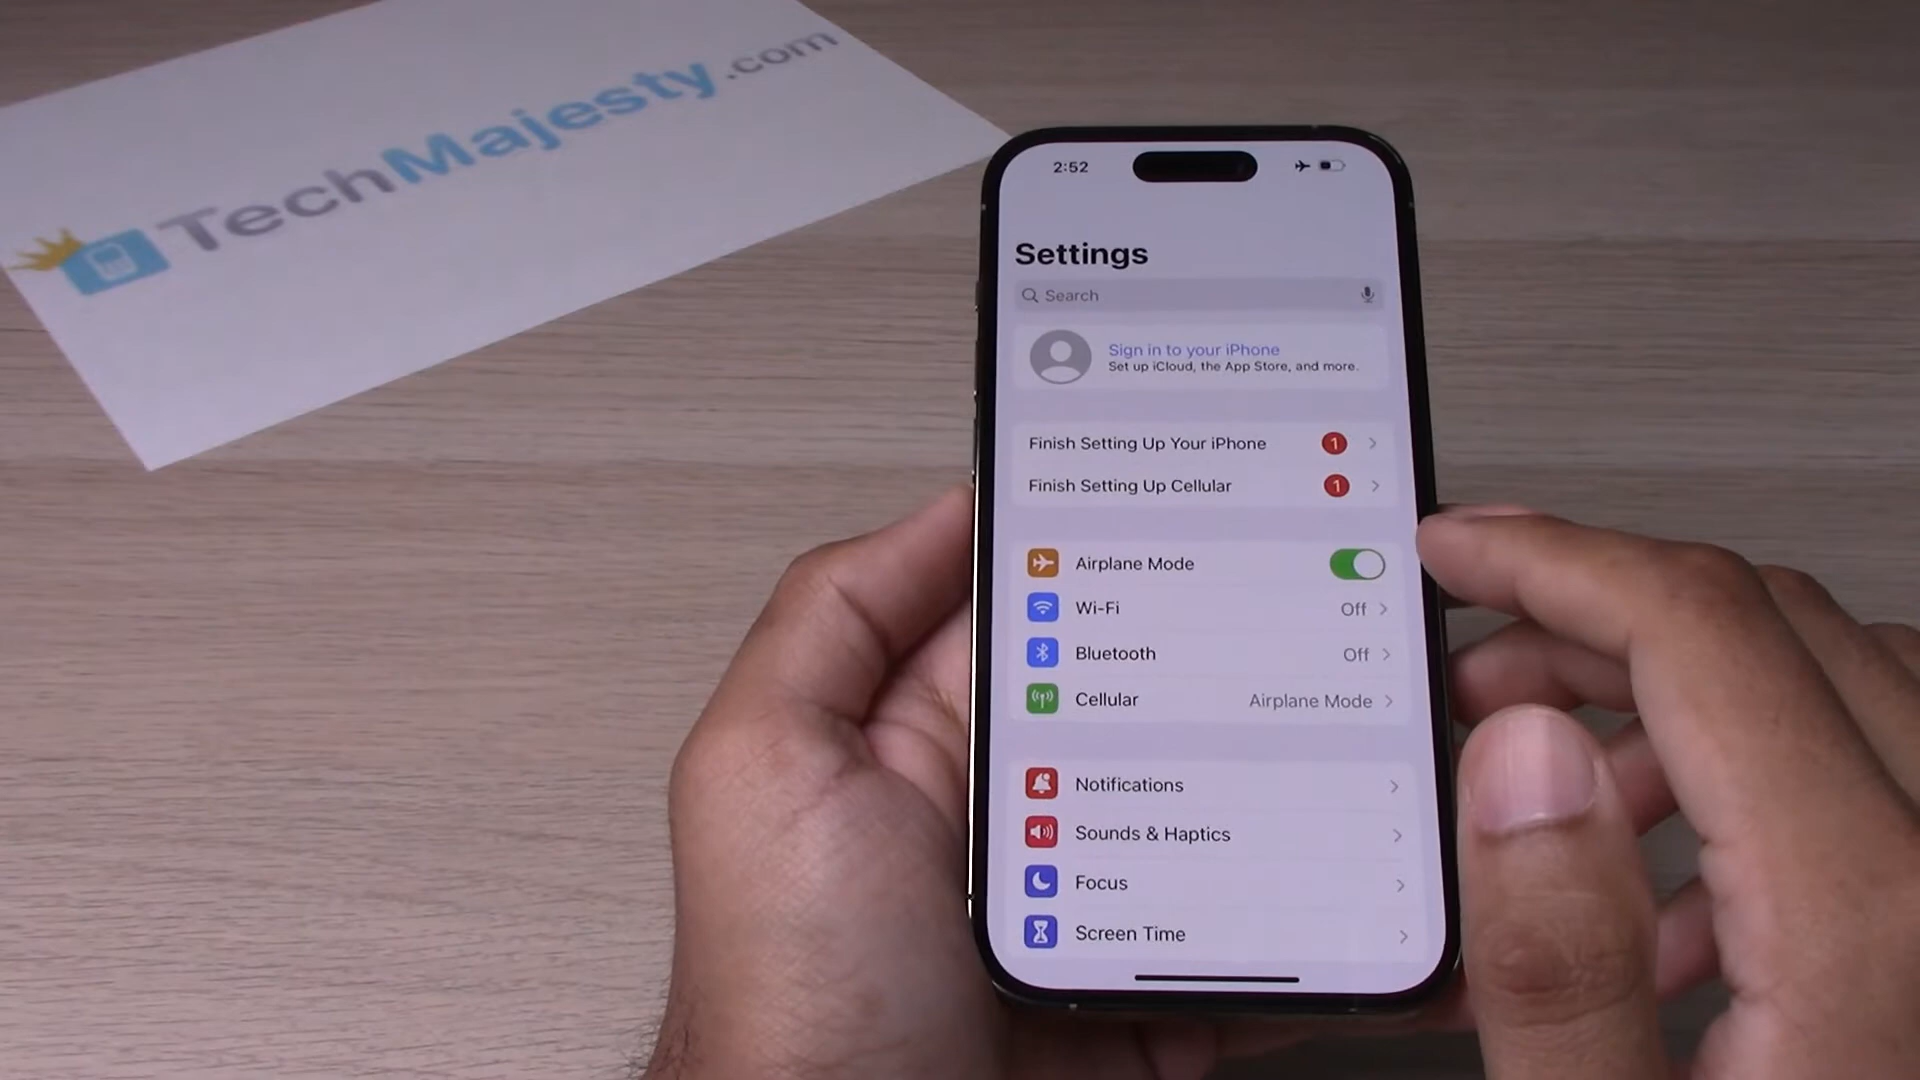 TechMajesty.com
2:52
Settings
Search
Sign in to your iPhone
Set up iCloud, the App Store, and more.
Finish Setting Up Your iPhone 1
Finish Setting Up Cellular 1
Airplane Mode
Wi-Fi Off
Bluetooth Off
Cellular Airplane Mode
Notifications
Sounds & Haptics
Focus
Screen Time